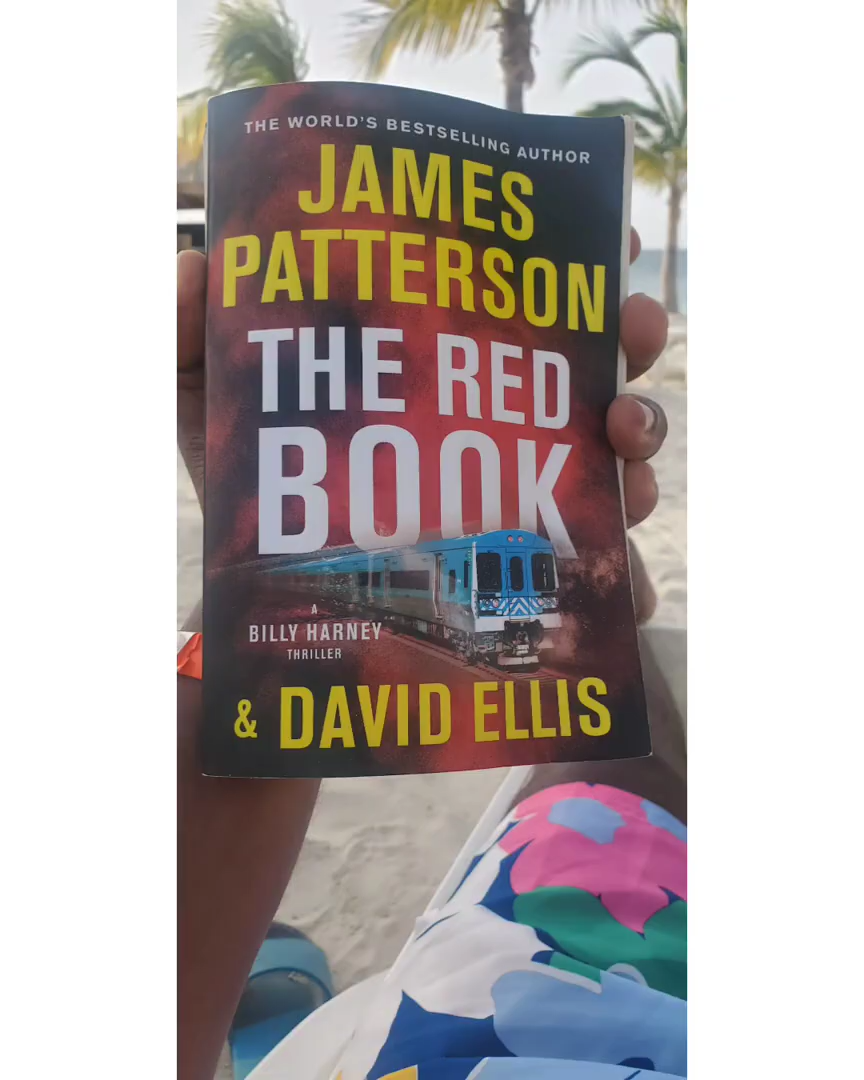 THE WORLD'S BESTSELLING AUTHOR
JAMES
PATTERSON
THE RED
BOOK
A
BILLY HARNEY
THRILLER
& DAVID ELLIS